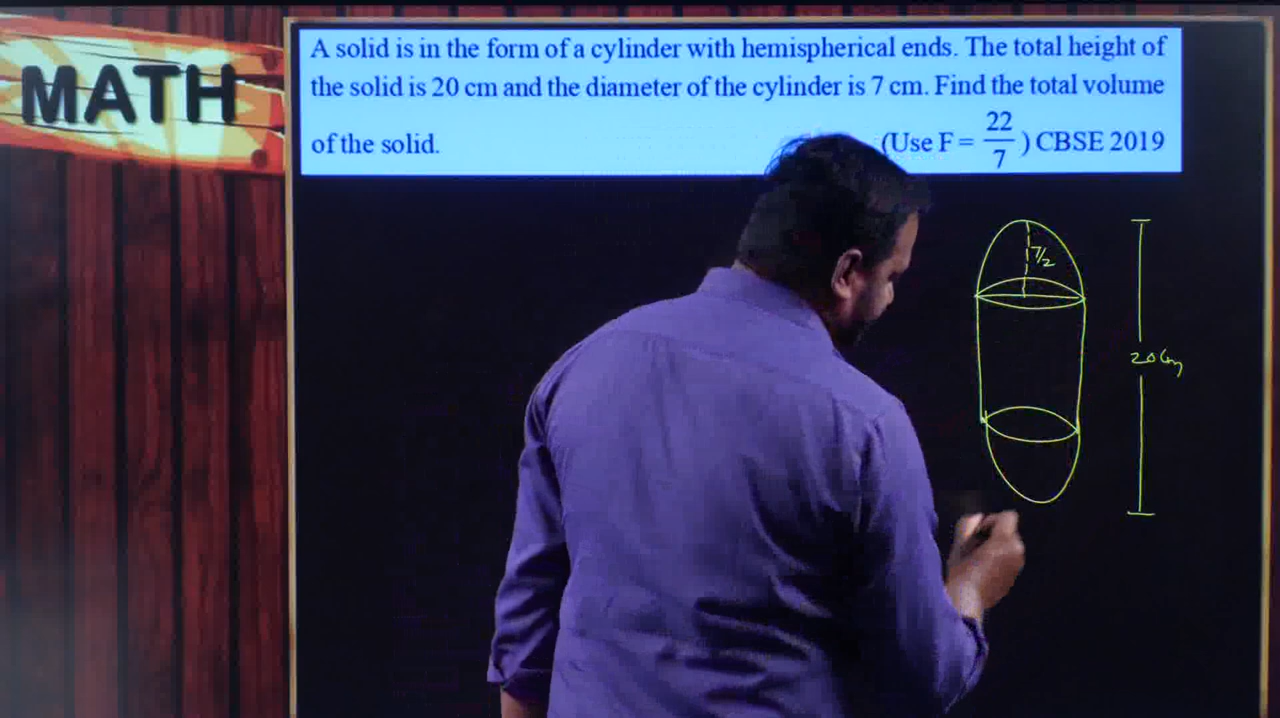 MATH
A solid is in the form of a cylinder with hemispherical ends. The total height of
the solid is 20 cm and the diameter of the cylinder is 7 cm. Find the total volume
of the solid. (Use F = 22/7 ) CBSE 2019
7/2
20cm